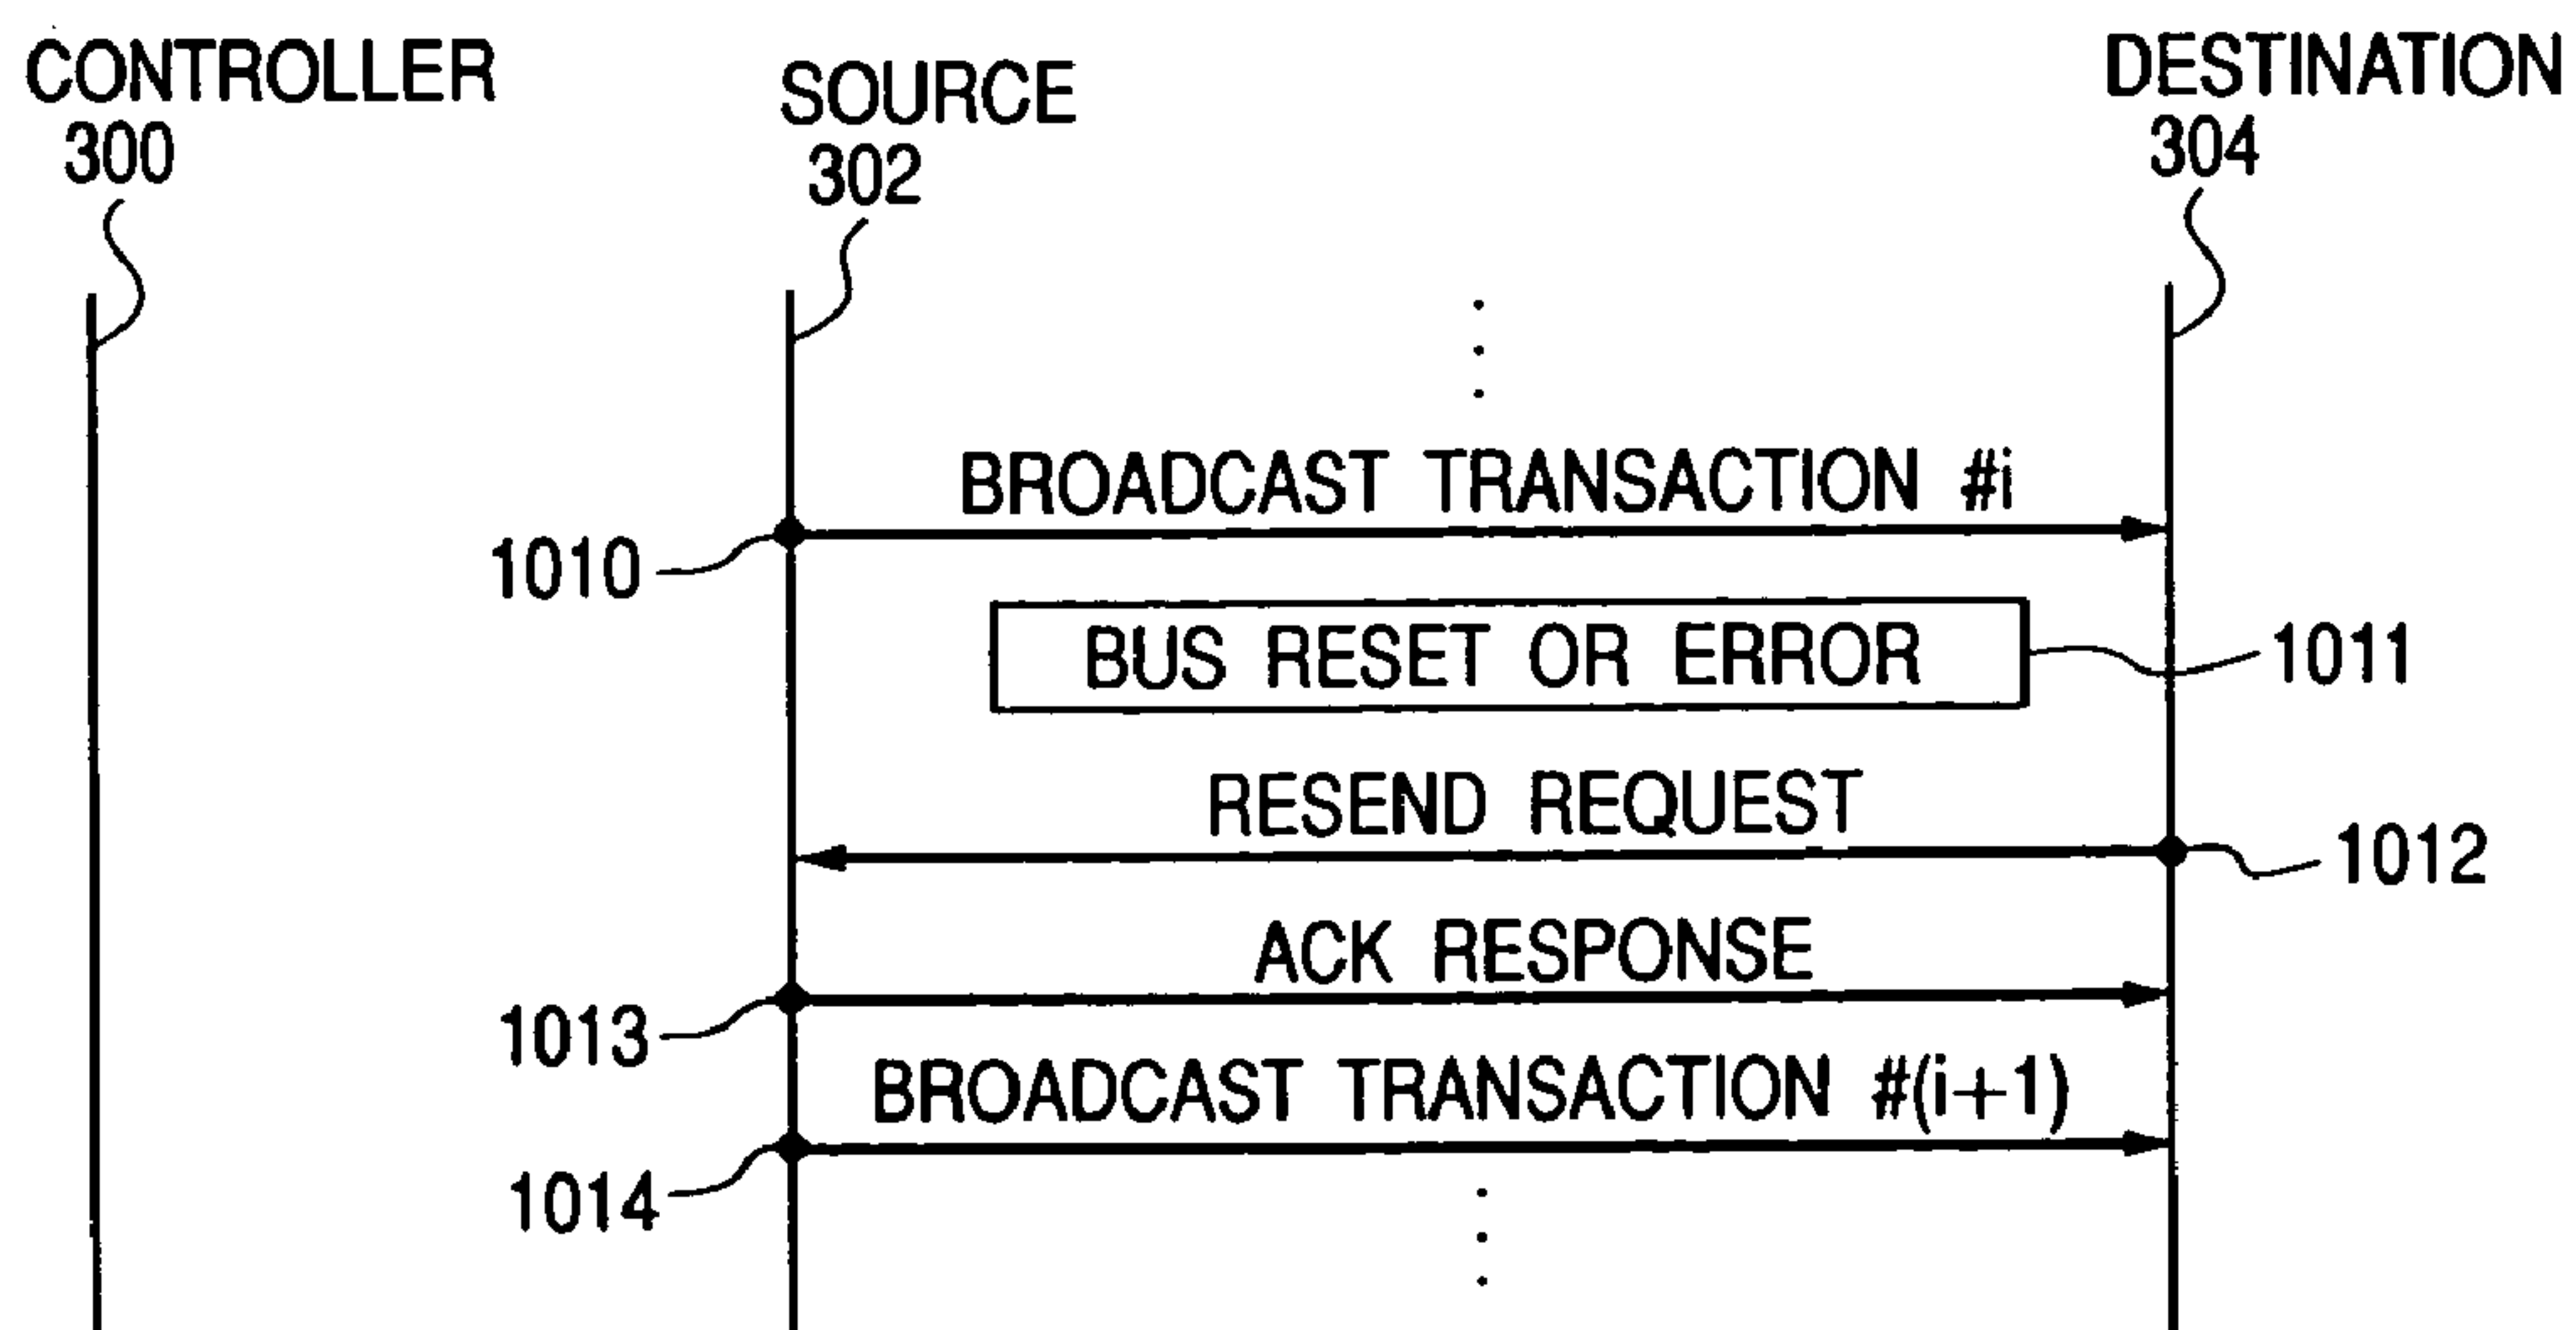 CONTROLLER
300
SOURCE
302
DESTINATION
304
BROADCAST TRANSACTION #i
1010
BUS RESET OR ERROR
1011
RESEND REQUEST
1012
ACK RESPONSE
1013
BROADCAST TRANSACTION #(i+1)
1014